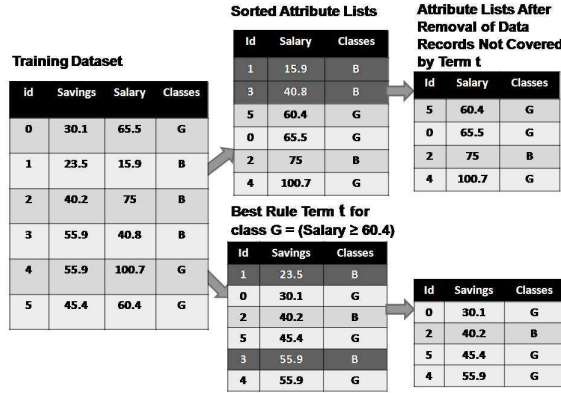 Training Dataset
id Savings Salary Classes
0 30.1 65.5 G
1 23.5 15.9 B
2 40.2 75 B
3 55.9 40.8 B
4 55.9 100.7 G
5 45.4 60.4 G
Sorted Attribute Lists
Id Salary Classes
1 15.9 B
3 40.8 B
5 60.4 G
0 65.5 G
2 75 B
4 100.7 G
Best Rule Term t for
class G = (Salary ≥ 60.4)
Id Savings Classes
1 23.5 B
0 30.1 G
2 40.2 B
5 45.4 G
3 55.9 B
4 55.9 G
Attribute Lists After
Removal of Data
Records Not Covered
by Term t
Id Salary Classes
5 60.4 G
0 65.5 G
2 75 B
4 100.7 G
Id Savings Classes
0 30.1 G
2 40.2 B
5 45.4 G
4 55.9 G